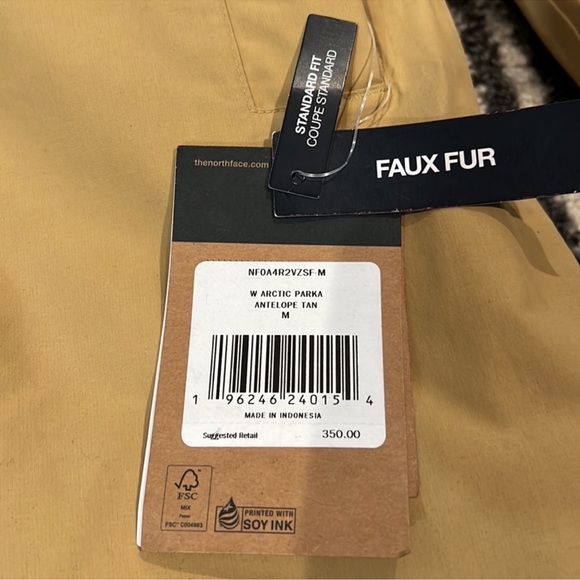 STANDARD FIT
COUPE STANDARD
FAUX FUR
thenorthface.com
NF0A4R2VZSF-M
W ARCTIC PARKA
ANTELOPE TAN
M
1 96246 24015 4
MADE IN INDONESIA
Suggested Retail 350.00
FSC
MIX
Paper
FSC® C004883
PRINTED WITH
SOY INK